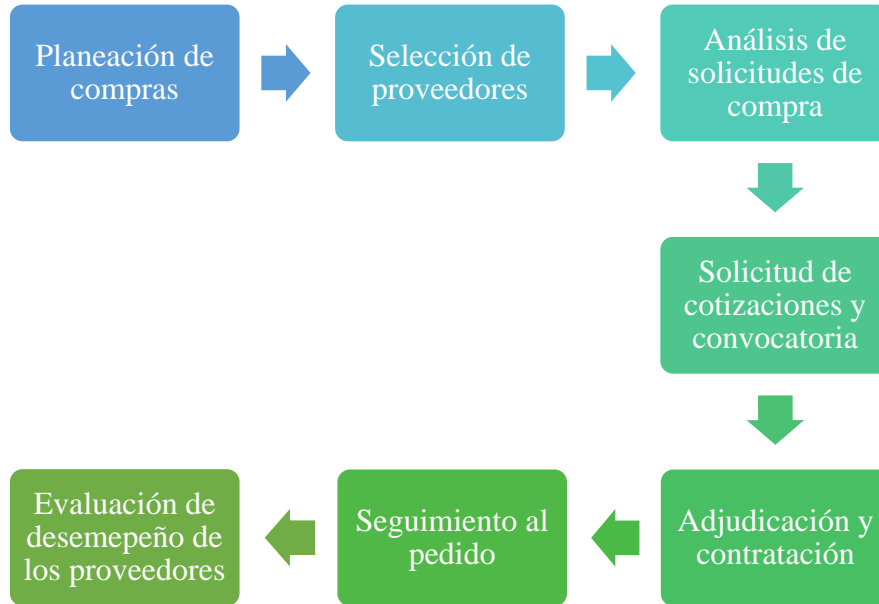 Planeación de
compras
Selección de
proveedores
Análisis de
solicitudes de
compra
Solicitud de
cotizaciones y
convocatoria
Adjudicación y
contratación
Seguimiento al
pedido
Evaluación de
desemepeño de
los proveedores